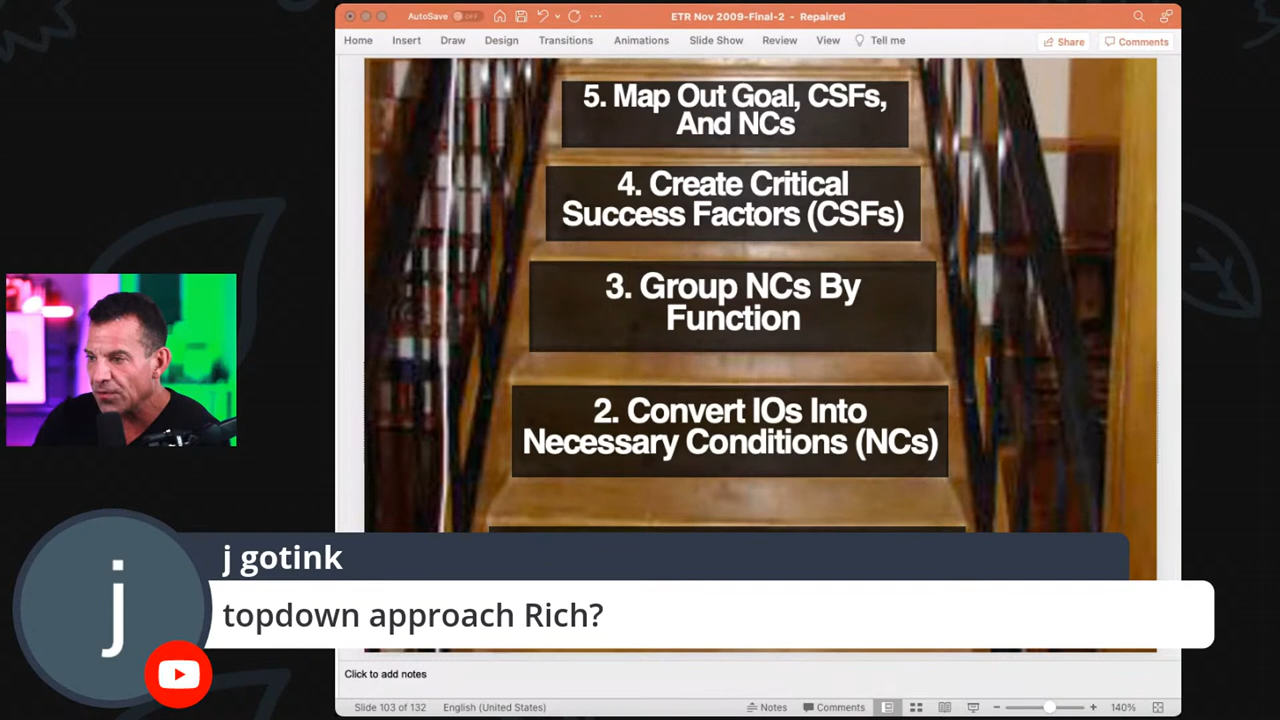 AutoSave
OFF
ETR Nov 2009-Final-2 - Repaired
Home Insert Draw Design Transitions Animations Slide Show Review View Tell me
Share
Comments
5. Map Out Goal, CSFs,
And NCs
4. Create Critical
Success Factors (CSFs)
3. Group NCs By
Function
2. Convert IOs Into
Necessary Conditions (NCs)
j
j gotink
topdown approach Rich?
Click to add notes
Slide 103 of 132 English (United States) Notes Comments 140%